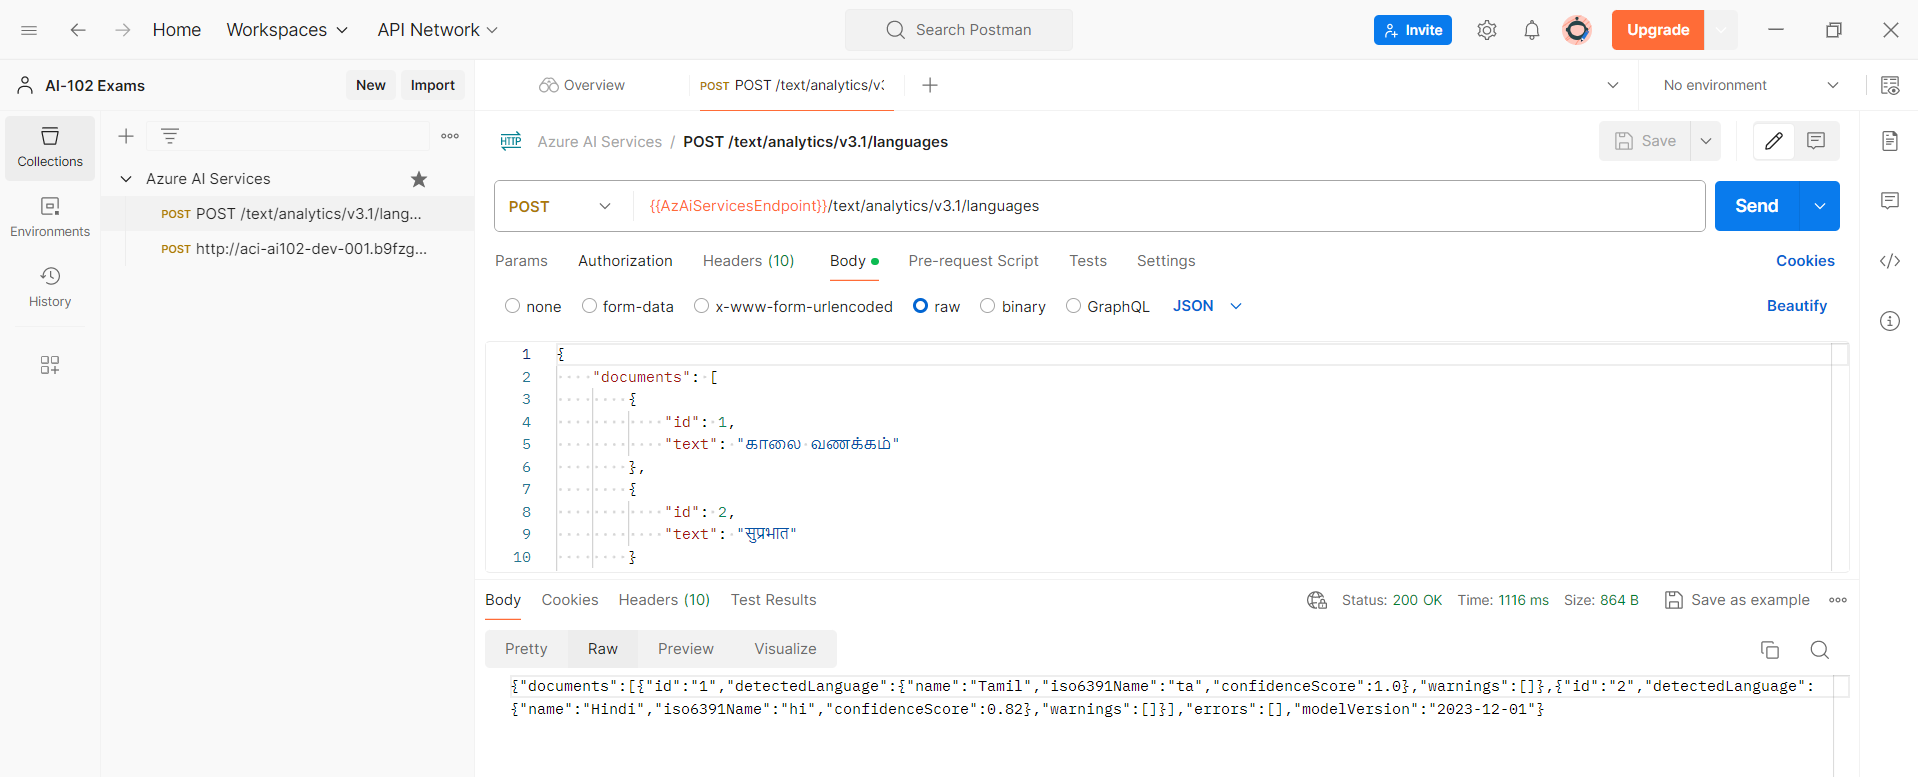 Home Workspaces API Network Search Postman Invite Upgrade
AI-102 Exams New Import Overview POST POST /text/analytics/v3 No environment
Collections
Azure AI Services / POST /text/analytics/v3.1/languages Save
Azure AI Services
POST POST /text/analytics/v3.1/lang...
POST {{AzAiServicesEndpoint}}/text/analytics/v3.1/languages Send
Environments
POST http://aci-ai102-dev-001.b9fzg...
Params Authorization Headers (10) Body Pre-request Script Tests Settings Cookies
History
none form-data x-www-form-urlencoded raw binary GraphQL JSON Beautify
1 {
2 "documents": [
3 {
4 "id": 1,
5 "text": "காலை வணக்கம்"
6 },
7 {
8 "id": 2,
9 "text": "सुप्रभात"
10 }
Body Cookies Headers (10) Test Results Status: 200 OK Time: 1116 ms Size: 864 B Save as example
Pretty Raw Preview Visualize
{"documents":[{"id":"1","detectedLanguage":{"name":"Tamil","iso6391Name":"ta","confidenceScore":1.0},"warnings":[]},{"id":"2","detectedLanguage":
{"name":"Hindi","iso6391Name":"hi","confidenceScore":0.82},"warnings":[]}],"errors":[],"modelVersion":"2023-12-01"}